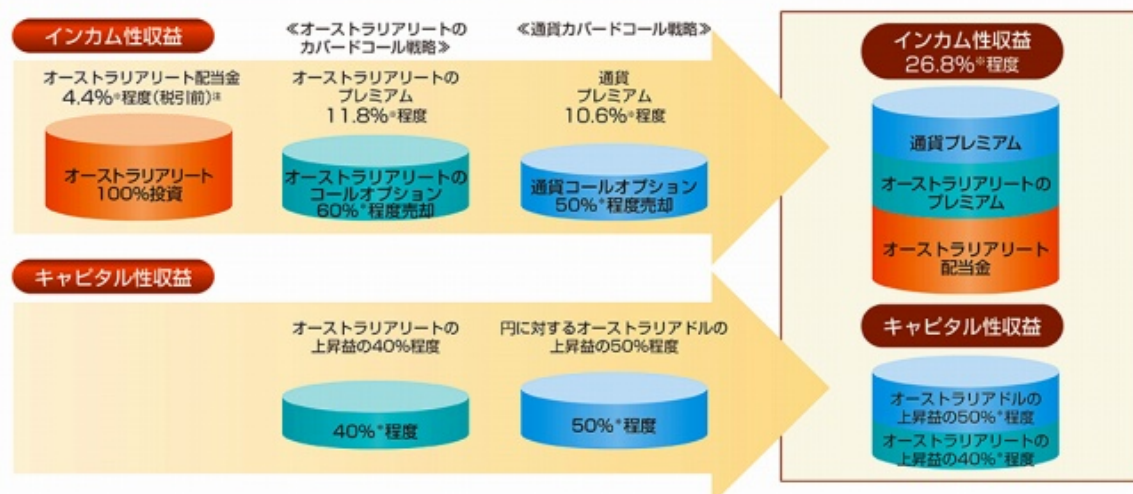 インカム性収益
≪オーストラリアリートの
カバードコール戦略≫
≪通貨カバードコール戦略≫
オーストラリアリート配当金
4.4%※程度(税引前)注
オーストラリアリートの
プレミアム
11.8%※程度
通貨
プレミアム
10.6%※程度
オーストラリアリート
100%投資
オーストラリアリートの
コールオプション
60%*程度売却
通貨コールオプション
50%*程度売却
キャピタル性収益
オーストラリアリートの
上昇益の40%程度
円に対するオーストラリアドルの
上昇益の50%程度
40%*程度
50%*程度
インカム性収益
26.8%※程度
通貨プレミアム
オーストラリアリートの
プレミアム
オーストラリアリート
配当金
キャピタル性収益
オーストラリアドルの
上昇益の50%*程度
オーストラリアリートの
上昇益の40%*程度